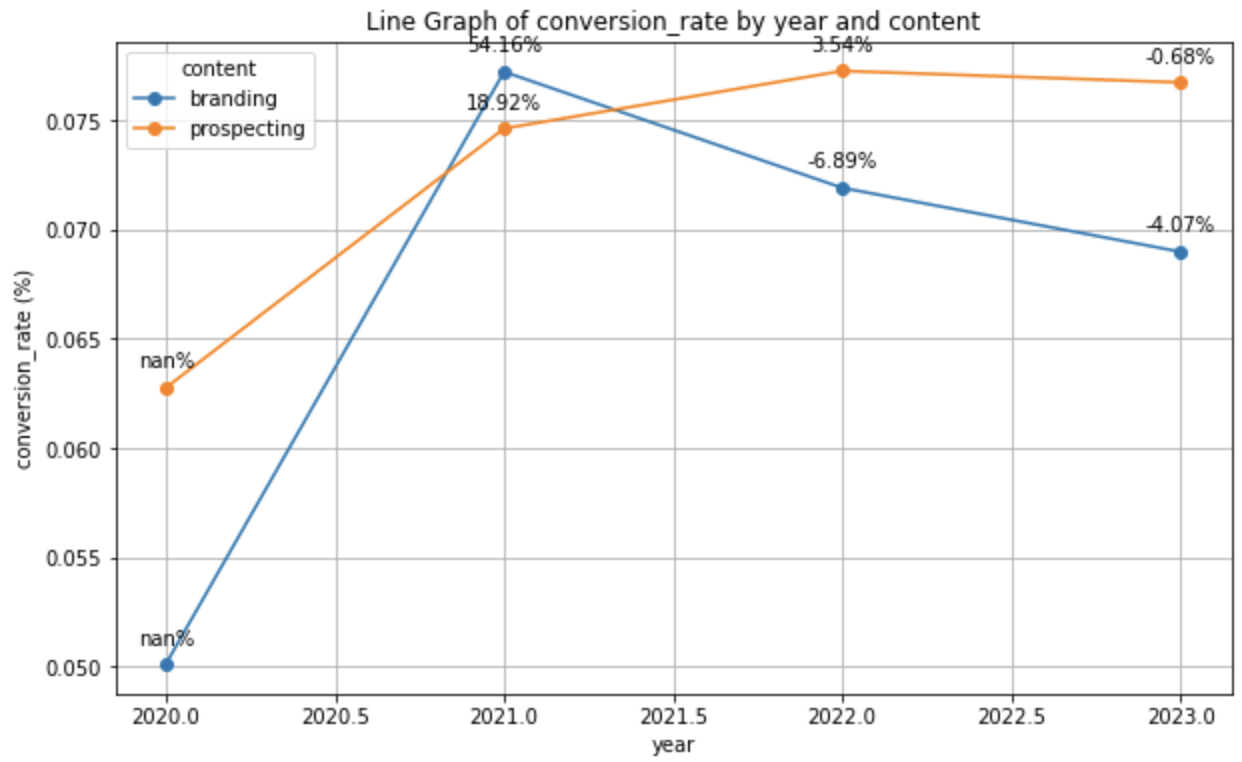 Line Graph of conversion_rate by year and content
54.16%
3.54%
-0.68%
content
branding
prospecting
18.92%
-6.89%
-4.07%
nan%
nan%
conversion_rate (%)
0.075
0.070
0.065
0.060
0.055
0.050
2020.0 2020.5 2021.0 2021.5 2022.0 2022.5 2023.0
year